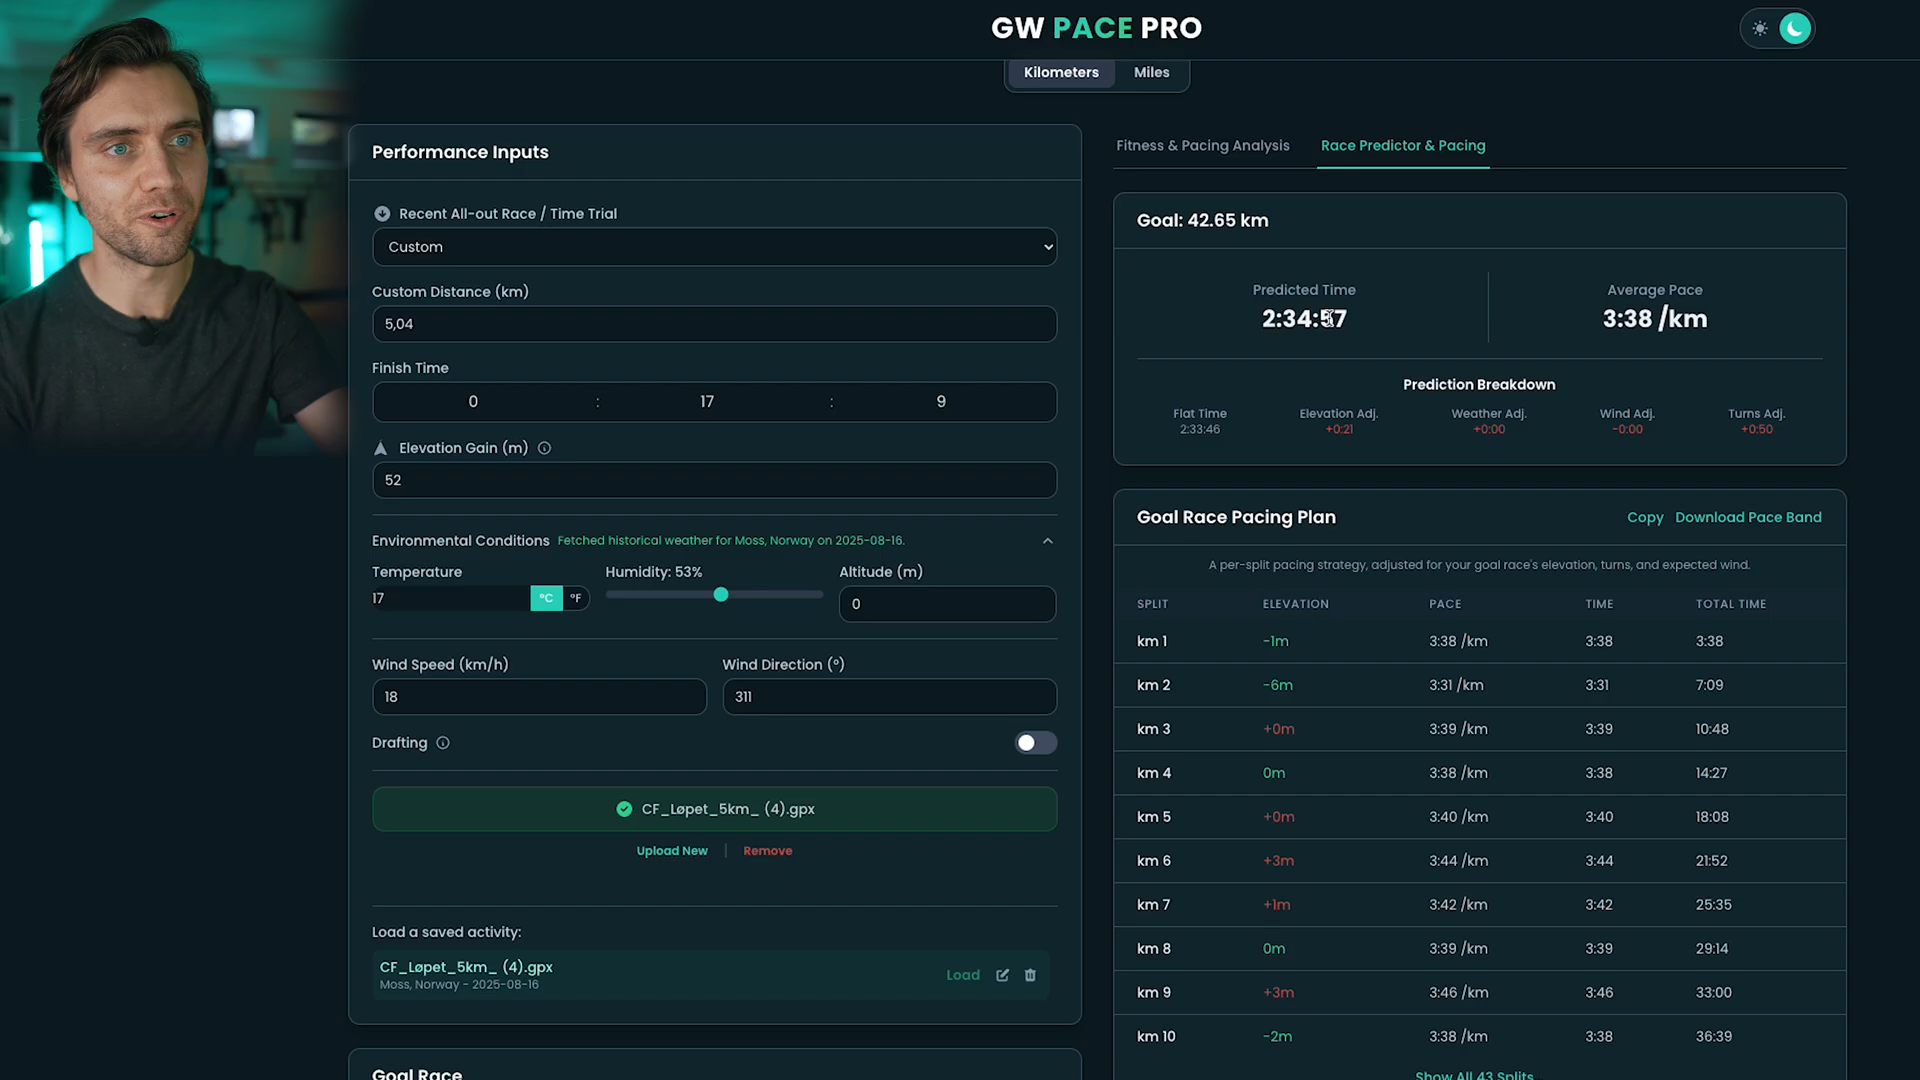 GW PACE PRO
Kilometers Miles
Performance Inputs
Recent All-out Race / Time Trial
Custom
Custom Distance (km)
5,04
Finish Time
0 : 17 : 9
Elevation Gain (m)
52
Environmental Conditions Fetched historical weather for Moss, Norway on 2025-08-16.
Temperature Humidity: 53% Altitude (m)
17 °C °F 0
Wind Speed (km/h) Wind Direction (º)
18 311
Drafting
CF_Løpet_5km_ (4).gpx
Upload New | Remove
Load a saved activity:
CF_Løpet_5km_ (4).gpx
Moss, Norway - 2025-08-16
Load
Goal Race
Fitness & Pacing Analysis Race Predictor & Pacing
Goal: 42.65 km
Predicted Time Average Pace
2:34:57 3:38 /km
Prediction Breakdown
Flat Time Elevation Adj. Weather Adj. Wind Adj. Turns Adj.
2:33:46 +0:21 +0:00 -0:00 +0:50
Goal Race Pacing Plan Copy Download Pace Band
A per-split pacing strategy, adjusted for your goal race's elevation, turns, and expected wind.
SPLIT ELEVATION PACE TIME TOTAL TIME
km 1 -1m 3:38 /km 3:38 3:38
km 2 -6m 3:31 /km 3:31 7:09
km 3 +0m 3:39 /km 3:39 10:48
km 4 0m 3:38 /km 3:38 14:27
km 5 +0m 3:40 /km 3:40 18:08
km 6 +3m 3:44 /km 3:44 21:52
km 7 +1m 3:42 /km 3:42 25:35
km 8 0m 3:39 /km 3:39 29:14
km 9 +3m 3:46 /km 3:46 33:00
km 10 -2m 3:38 /km 3:38 36:39
Show All 43 Splits